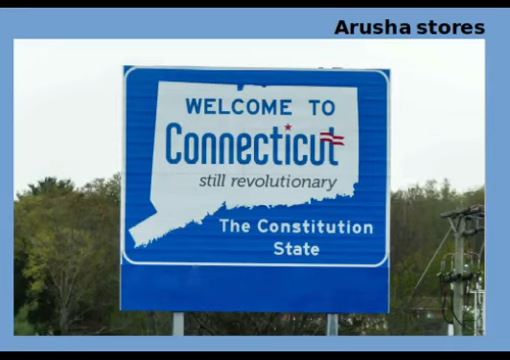 Arusha stores
WELCOME TO
Connecticut
still revolutionary
The Constitution
State